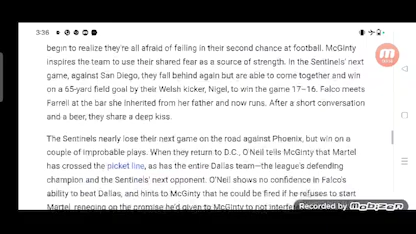 3:36
begin to realize they're all afraid of failing in their second chance at football. McGinty
inspires the team to use their shared fear as a source of strength. In the Sentinels' next
game, against San Diego, they fall behind again but are able to come together and win
on a 65-yard field goal by their Welsh kicker, Nigel, to win the game 17–16. Falco meets
Farrell at the bar she inherited from her father and now runs. After a short conversation
and a beer, they share a deep kiss.
The Sentinels nearly lose their next game on the road against Phoenix, but win on a
couple of improbable plays. When they return to D.C., O'Neil tells McGinty that Martel
has crossed the picket line, as has the entire Dallas team—the league's defending
champion and the Sentinels' next opponent. O'Neil shows no confidence in Falco's
ability to beat Dallas, and hints to McGinty that he could be fired if he refuses to start
Martel, reneging on the promise he'd given to McGinty to not interfere
Recorded by Mobizen